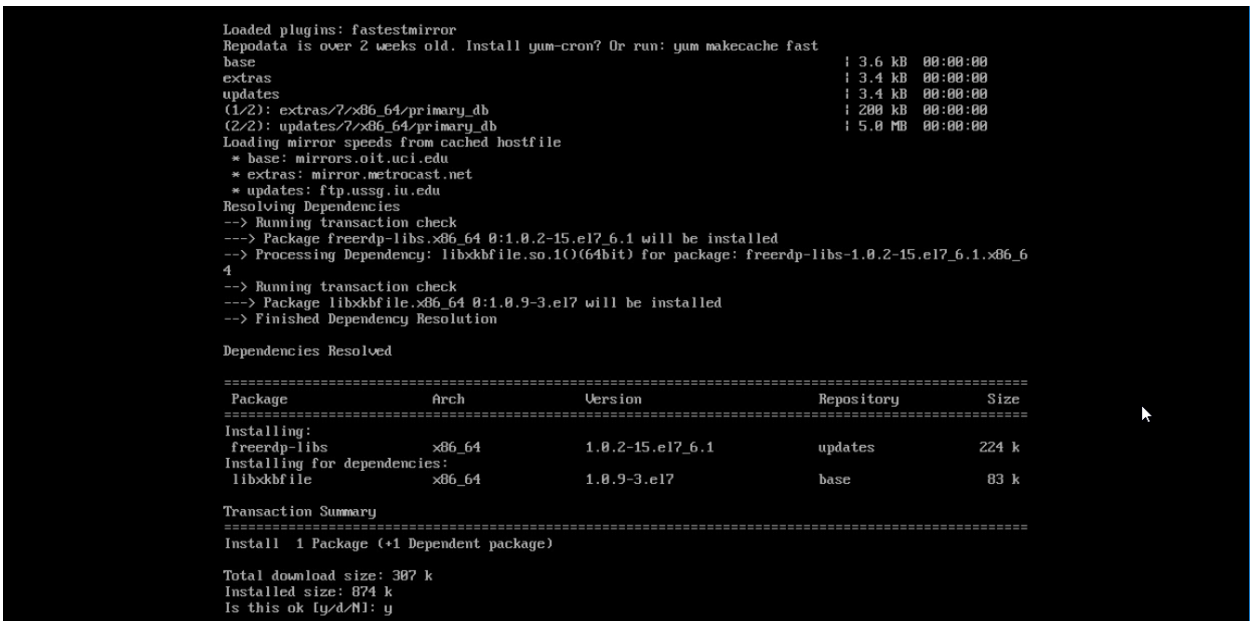 Loaded plugins: fastestmirror
Repodata is over 2 weeks old. Install yum-cron? Or run: yum makecache fast
base | 3.6 kB 00:00:00
extras | 3.4 kB 00:00:00
updates | 3.4 kB 00:00:00
(1/2): extras/7/x86_64/primary_db | 200 kB 00:00:00
(2/2): updates/7/x86_64/primary_db | 5.0 MB 00:00:00
Loading mirror speeds from cached hostfile
* base: mirrors.oit.uci.edu
* extras: mirror.metrocast.net
* updates: ftp.ussg.iu.edu
Resolving Dependencies
--> Running transaction check
---> Package freerdp-libs.x86_64 0:1.0.2-15.el7_6.1 will be installed
--> Processing Dependency: libxkbfile.so.1()(64bit) for package: freerdp-libs-1.0.2-15.el7_6.1.x86_6
4
--> Running transaction check
---> Package libxkbfile.x86_64 0:1.0.9-3.el7 will be installed
--> Finished Dependency Resolution
Dependencies Resolved
====================================================================================================
Package Arch Version Repository Size
====================================================================================================
Installing:
freerdp-libs x86_64 1.0.2-15.el7_6.1 updates 224 k
Installing for dependencies:
libxkbfile x86_64 1.0.9-3.el7 base 83 k
Transaction Summary
====================================================================================================
Install 1 Package (+1 Dependent package)
Total download size: 307 k
Installed size: 874 k
Is this ok [y/d/N]: y